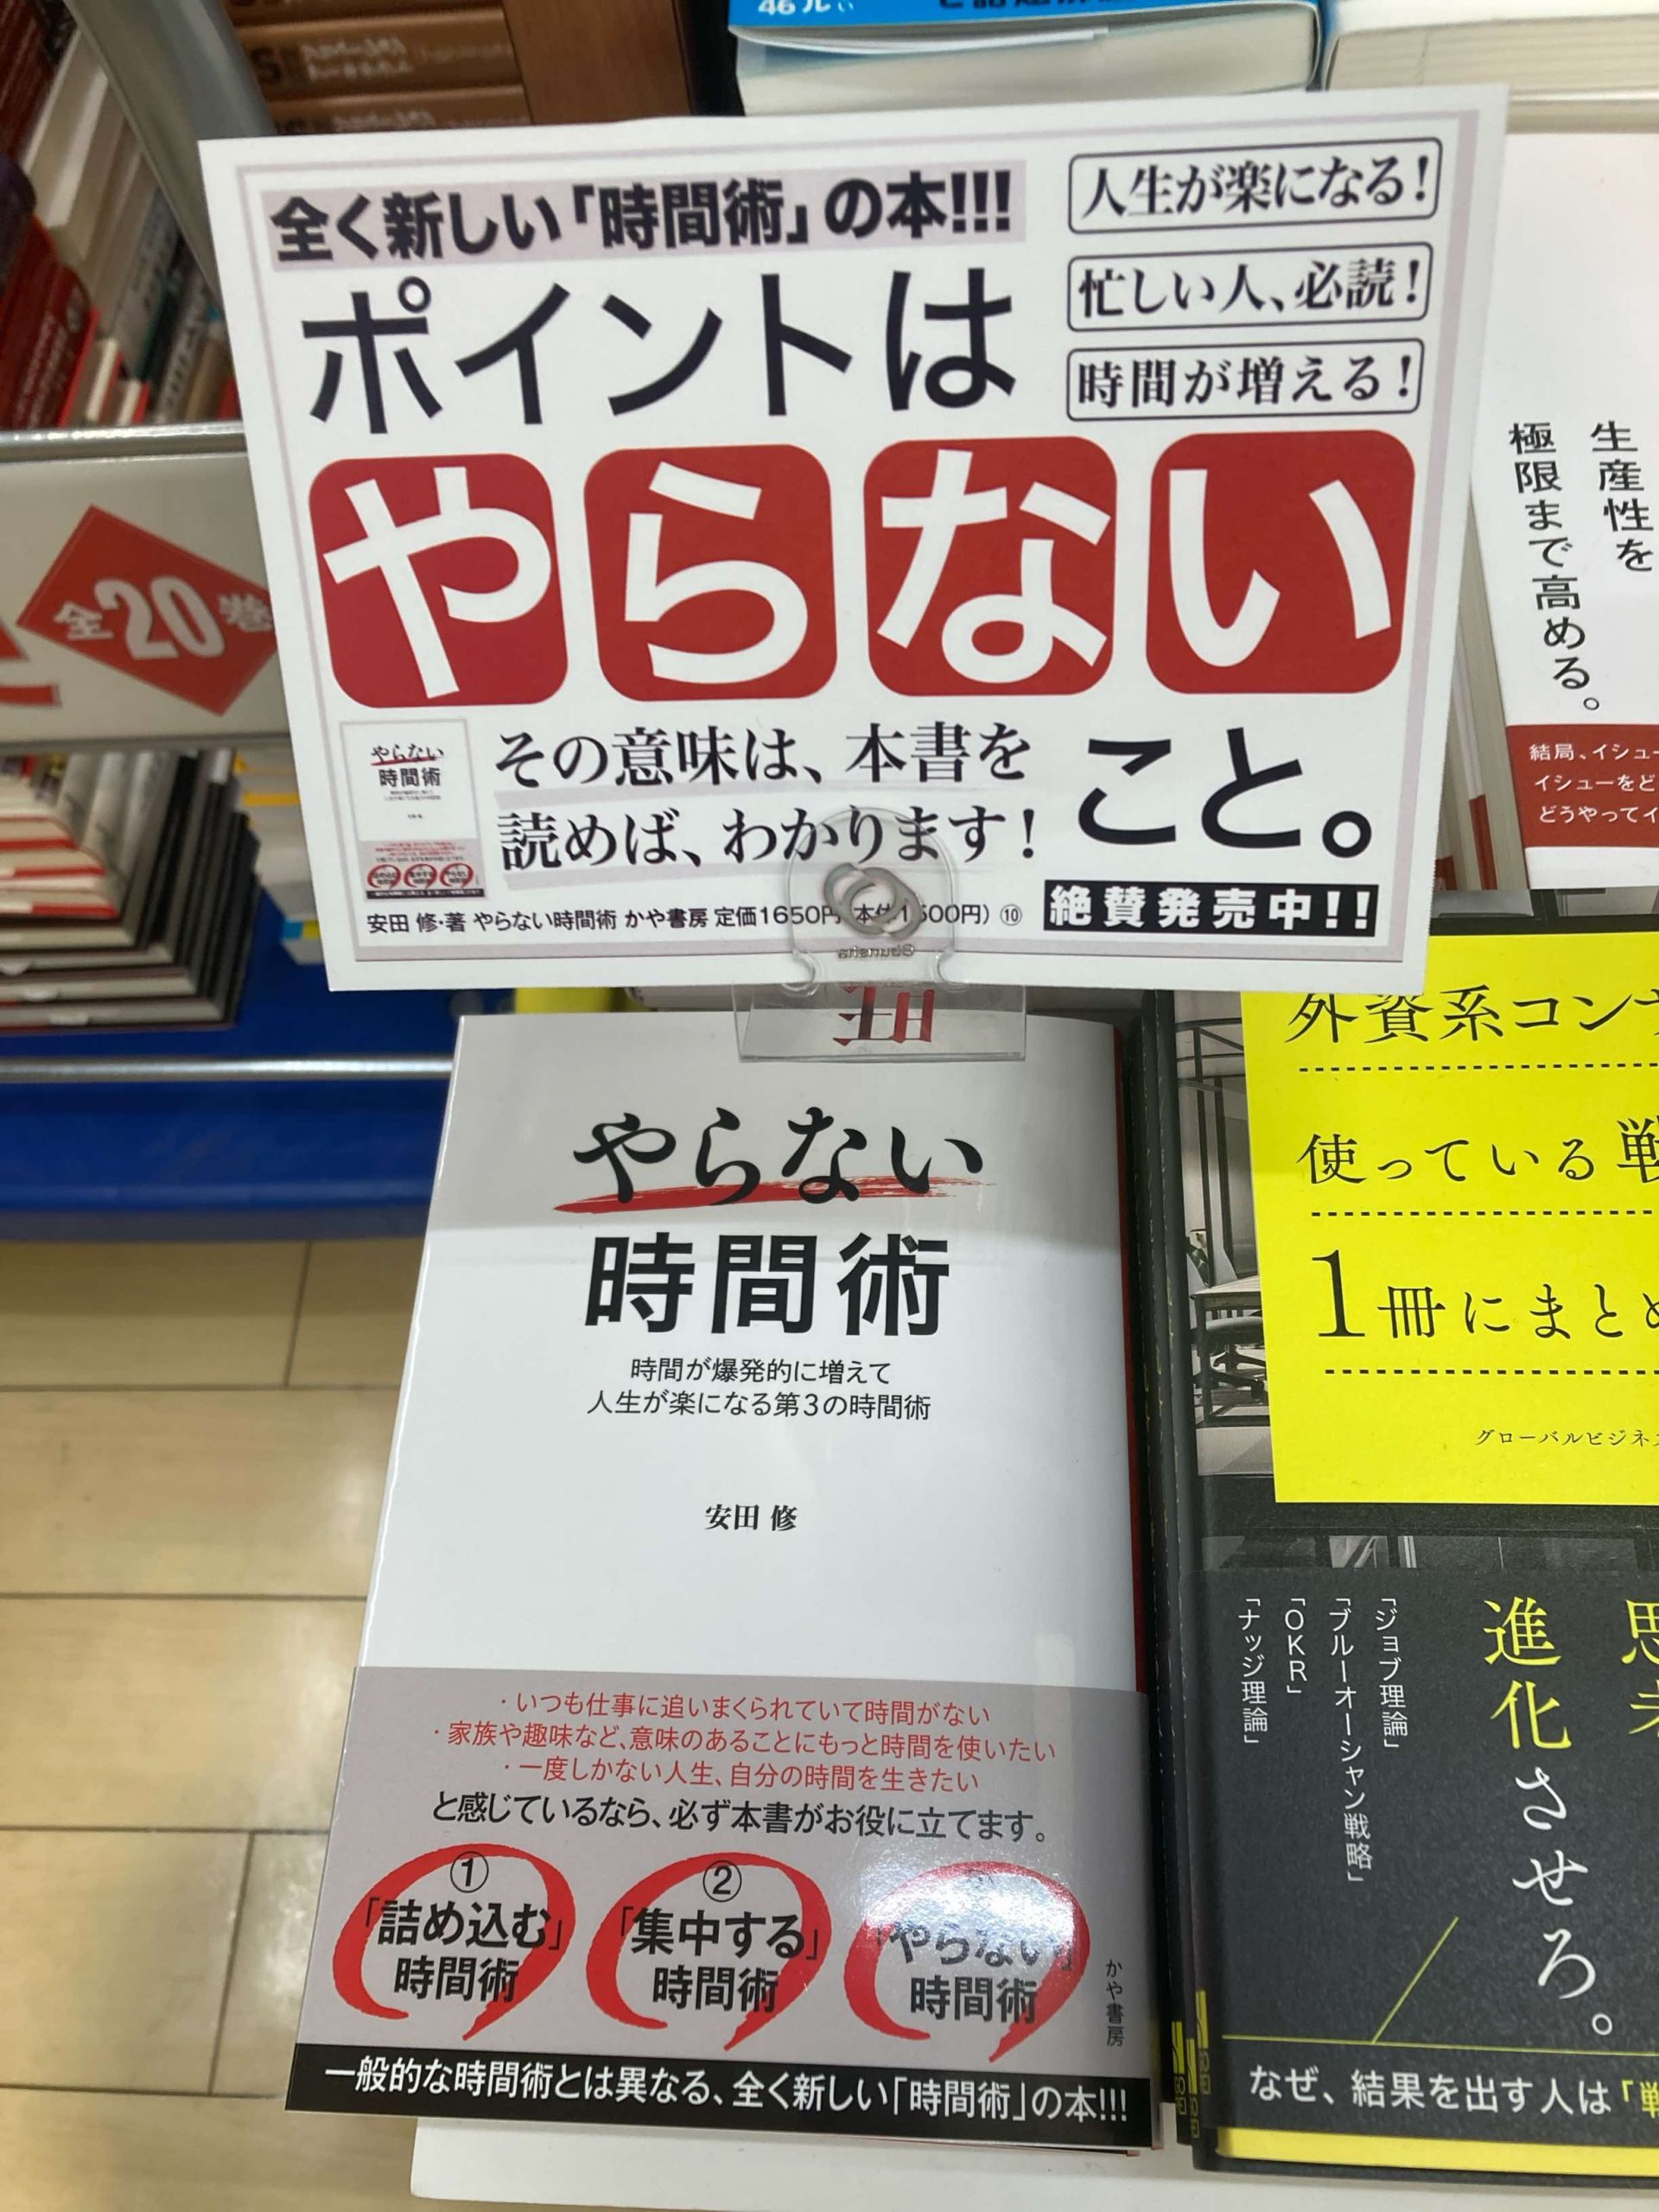 全く新しい「時間術」の本!!!
ポイントは
人生が楽になる！
忙しい人、必読！
時間が増える！
やらない
こと。
その意味は、本書を
読めば、わかります！
やらない
時間術
安田 修・著 やらない時間術 かや書房 定価1650円 ⑩
絶賛発売中!!
全20巻
生産性を
極限まで高める。
やらない
時間術
時間が爆発的に増えて
人生が楽になる第3の時間術
安田 修
・いつも仕事に追いまくられていて時間がない
・家族や趣味など、意味のあることにもっと時間を使いたい
・一度しかない人生、自分の時間を生きたい
と感じているなら、必ず本書がお役に立てます。
①
「詰め込む」
時間術
②
「集中する」
時間術
「やらない」
時間術
かや書房
一般的な時間術とは異なる、全く新しい「時間術」の本!!!
結局、イシュー
イシューをど
どうやってイ
外資系コン
使っている
1冊にまと
グローバルビジネ
「ジョブ理論」
「ブルーオーシャン戦略」
「OKR」
「ナッジ理論」
進化させろ。
なぜ、結果を出す人は「